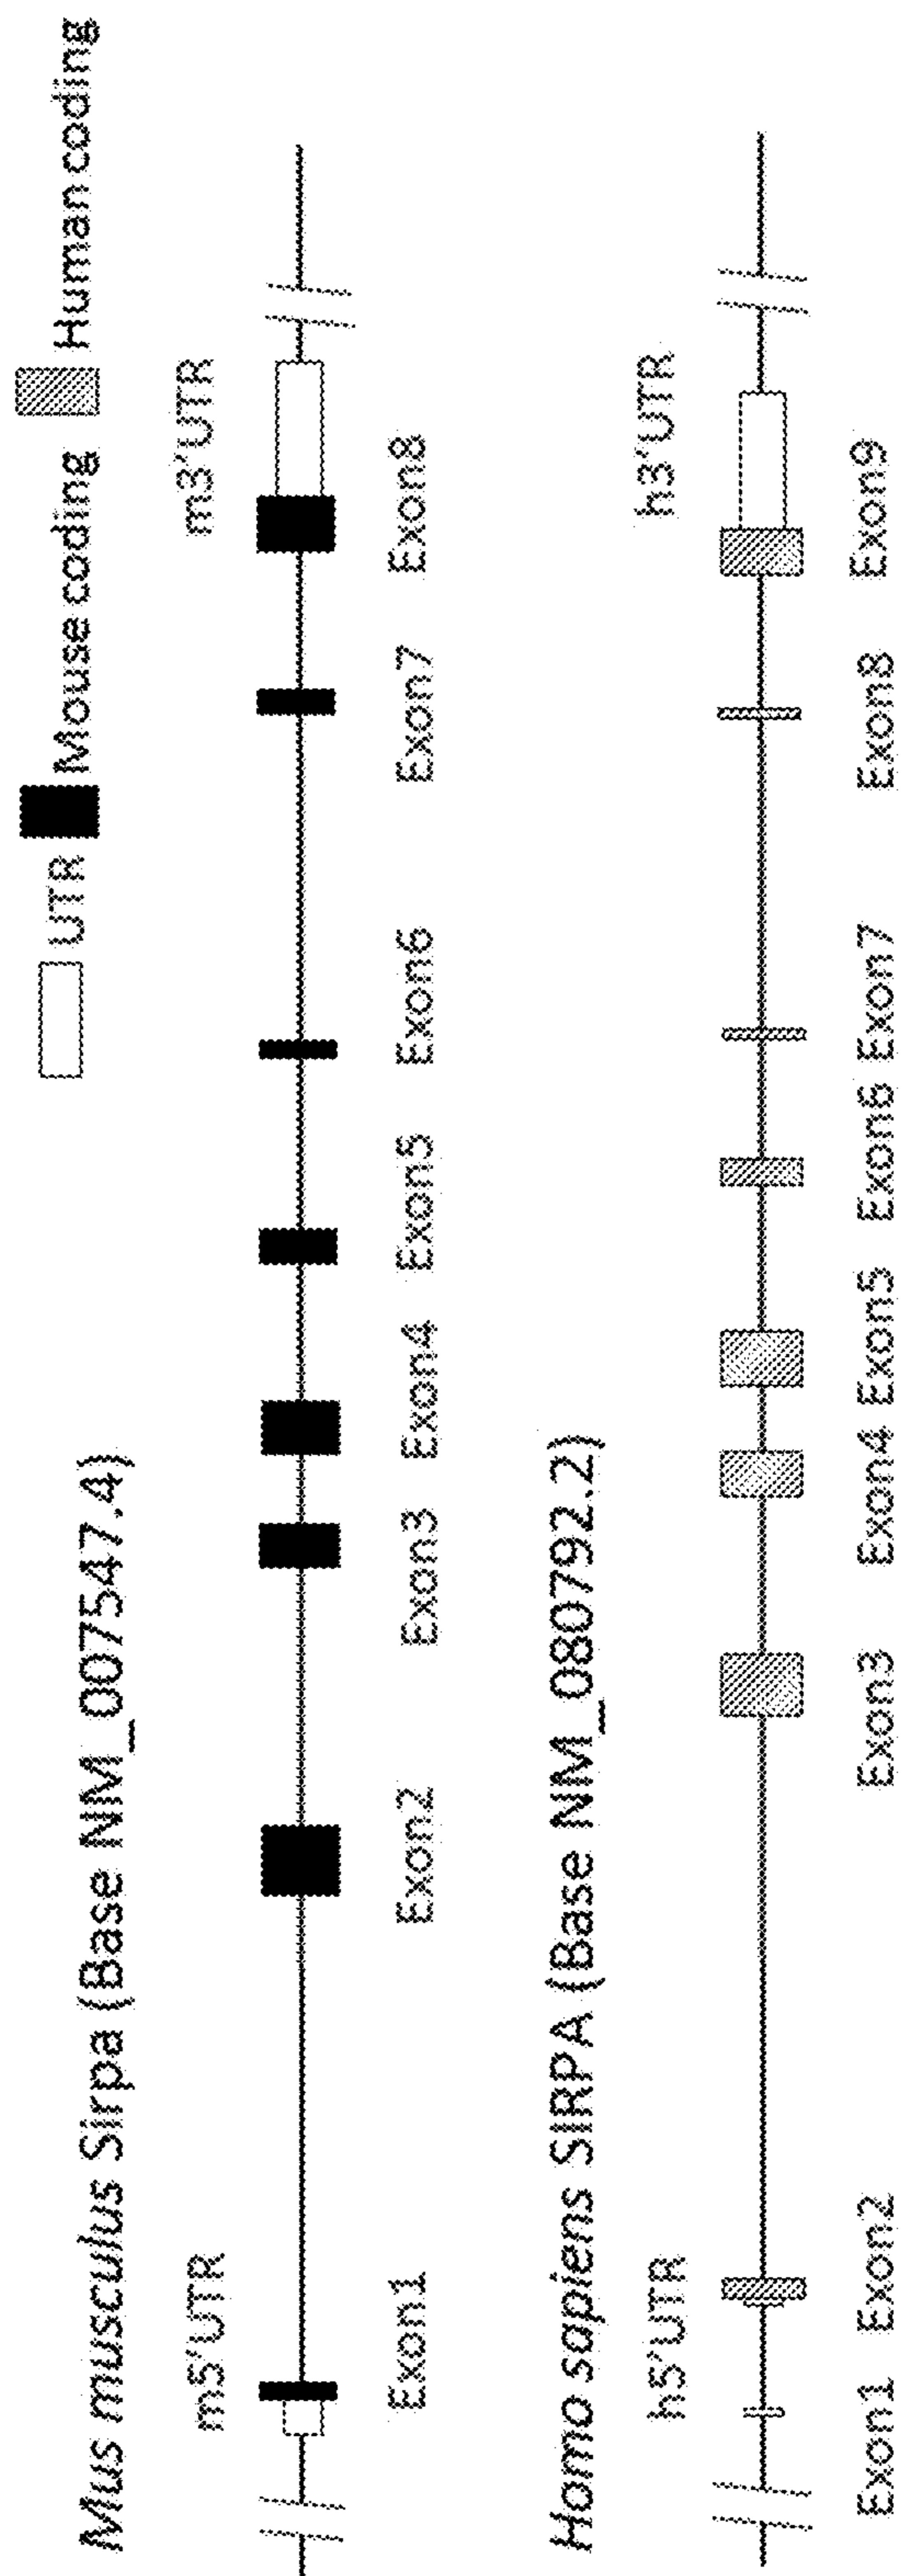 UTR Mouse coding Human coding
Mus musculus Sirpa (Base NM_007547.4)
m5'UTR m3'UTR
Exon1 Exon2 Exon3 Exon4 Exon5 Exon6 Exon7 Exon8
Homo sapiens SIRPA (Base NM_080792.2)
h5'UTR h3'UTR
Exon1 Exon2 Exon3 Exon4 Exon5 Exon6 Exon7 Exon8 Exon9